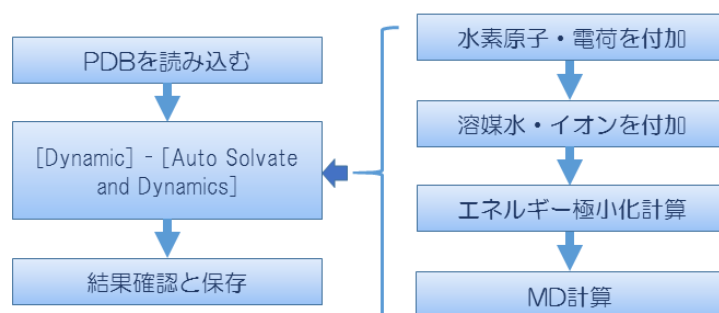 PDBを読み込む
[Dynamic] - [Auto Solvate
and Dynamics]
結果確認と保存
水素原子・電荷を付加
溶媒水・イオンを付加
エネルギー極小化計算
MD計算